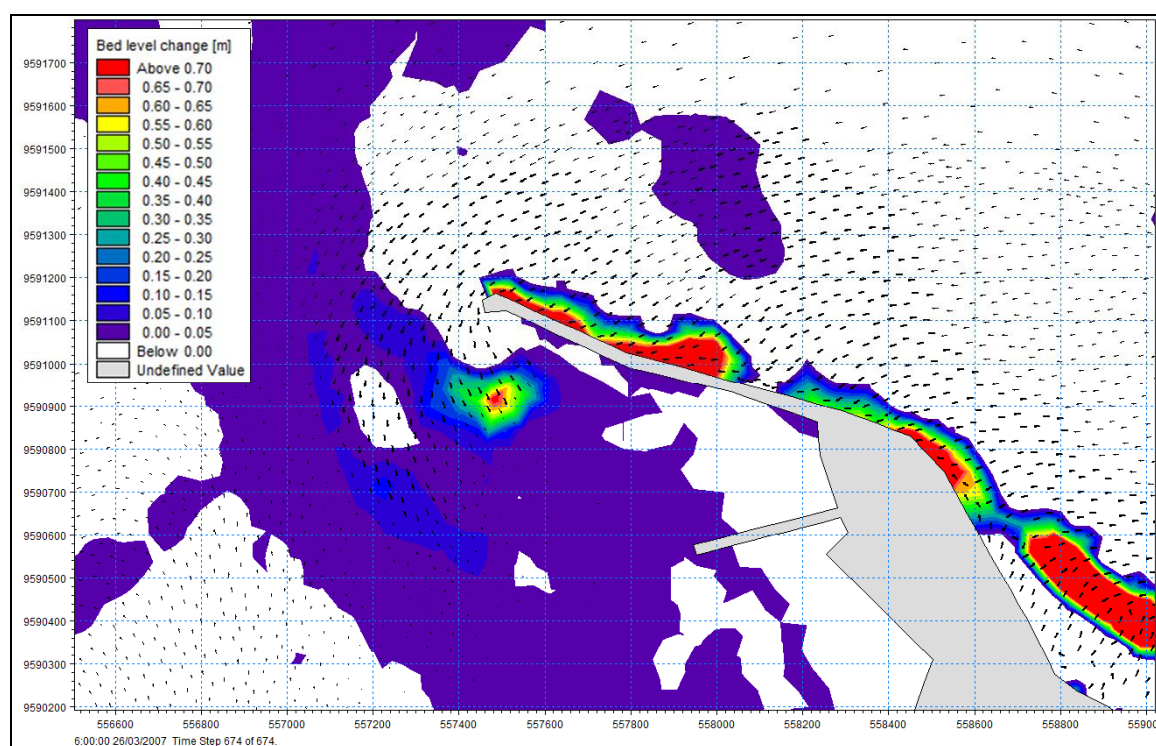 Bed level change [m]
Above 0.70
0.65 - 0.70
0.60 - 0.65
0.55 - 0.60
0.50 - 0.55
0.45 - 0.50
0.40 - 0.45
0.35 - 0.40
0.30 - 0.35
0.25 - 0.30
0.20 - 0.25
0.15 - 0.20
0.10 - 0.15
0.05 - 0.10
0.00 - 0.05
Below 0.00
Undefined Value
9591700
9591600
9591500
9591400
9591300
9591200
9591100
9591000
9590900
9590800
9590700
9590600
9590500
9590400
9590300
9590200
556600 556800 557000 557200 557400 557600 557800 558000 558200 558400 558600 558800 55900
6:00:00 26/03/2007 Time Step 674 of 674.